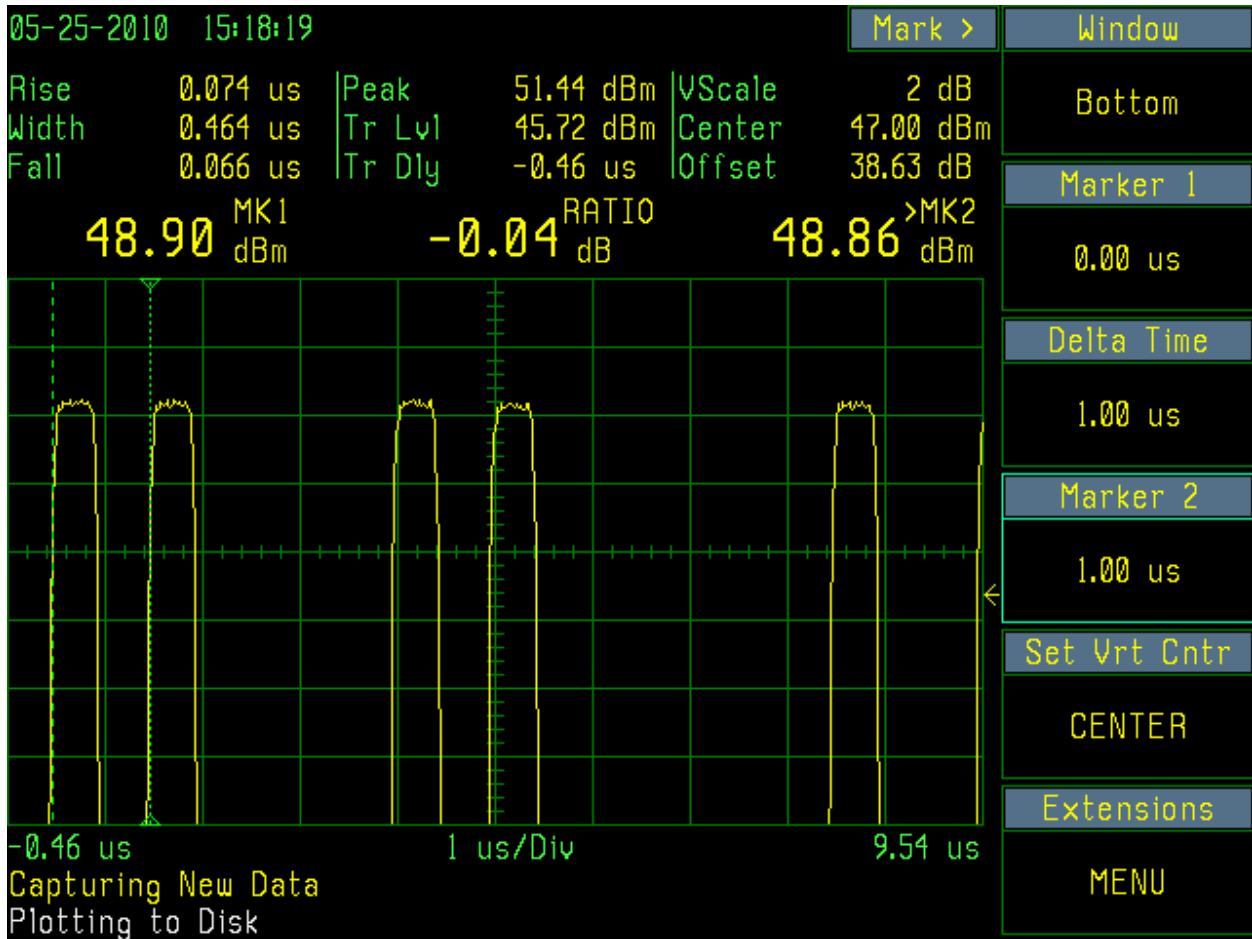 05-25-2010 15:18:19
Mark >
Rise 0.074 us Peak 51.44 dBm VScale 2 dB
Width 0.464 us Tr Lvl 45.72 dBm Center 47.00 dBm
Fall 0.066 us Tr Dly -0.46 us Offset 38.63 dB
MK1 RATIO >MK2
48.90 dBm -0.04 dB 48.86 dBm
-0.46 us 1 us/Div 9.54 us
Capturing New Data
Plotting to Disk
Window
Bottom
Marker 1
0.00 us
Delta Time
1.00 us
Marker 2
1.00 us
Set Vrt Cntr
CENTER
Extensions
MENU